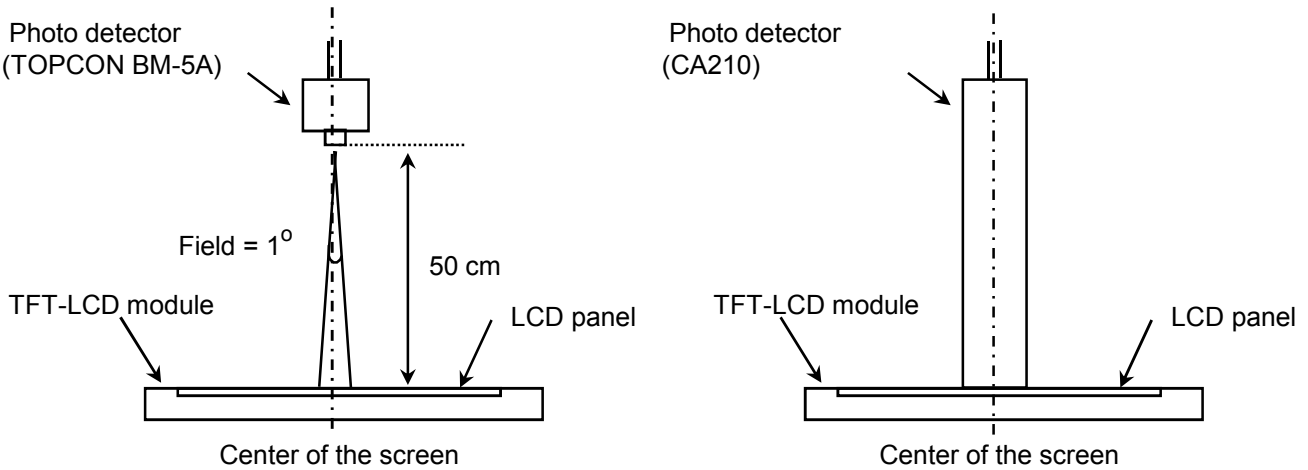 Photo detector
(TOPCON BM-5A)
Field = 1o
50 cm
TFT-LCD module
LCD panel
Center of the screen
Photo detector
(CA210)
TFT-LCD module
LCD panel
Center of the screen